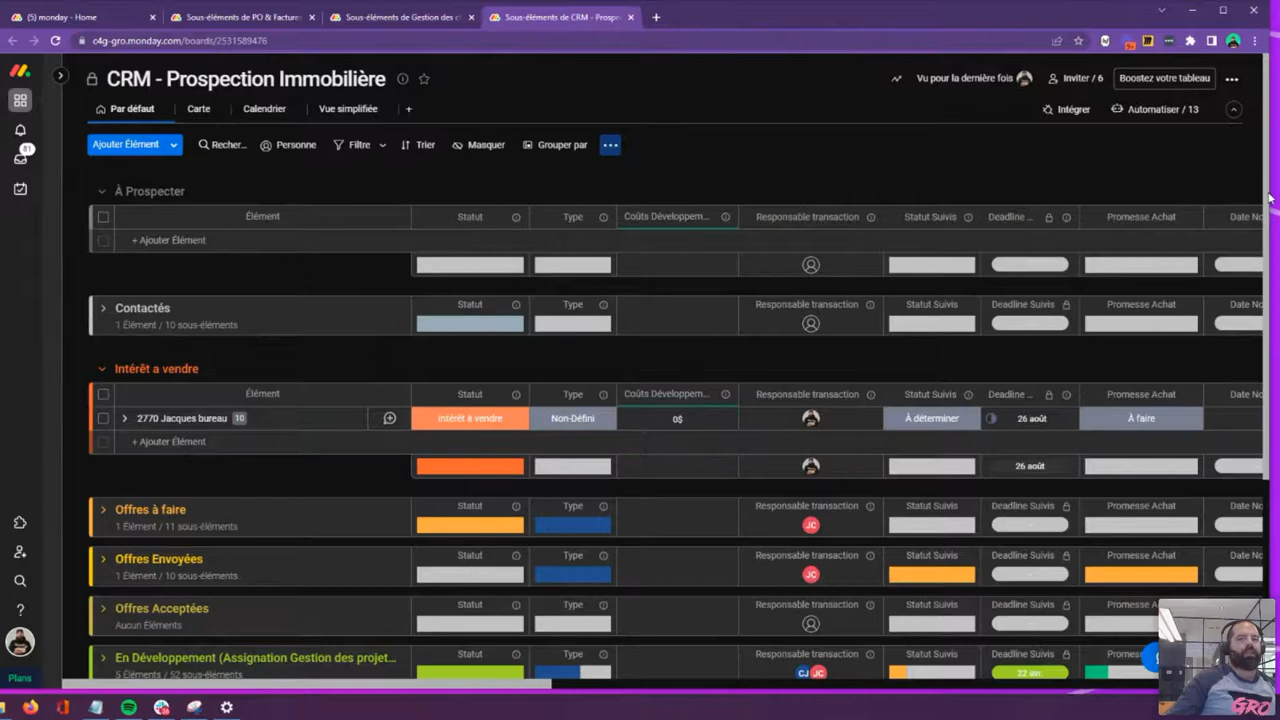 (5) monday - Home
Sous-éléments de PO & Facture
Sous-éléments de Gestion des c
Sous-éléments de CRM - Prospe
c4g-gro.monday.com/boards/2531589476
CRM - Prospection Immobilière
Vu pour la dernière fois
Inviter / 6
Boostez votre tableau
Par défaut
Carte
Calendrier
Vue simplifiée
+
Intégrer
Automatiser / 13
Ajouter Élément
Recher...
Personne
Filtre
Trier
Masquer
Grouper par
81
À Prospecter
Élément
Statut
Type
Coûts Développem...
Responsable transaction
Statut Suivis
Deadline ...
Promesse Achat
Date No
+ Ajouter Élément
Contactés
1 Élément / 10 sous-éléments
Statut
Type
Responsable transaction
Statut Suivis
Deadline Suivis
Promesse Achat
Date No
Intérêt a vendre
Élément
Statut
Type
Coûts Développem...
Responsable transaction
Statut Suivis
Deadline ...
Promesse Achat
Date No
2770 Jacques bureau 10
Intérêt à vendre
Non-Défini
0$
À déterminer
26 août
À faire
+ Ajouter Élément
26 août
Offres à faire
1 Élément / 11 sous-éléments
Statut
Type
Responsable transaction
JC
Statut Suivis
Deadline Suivis
Promesse Achat
Date No
Offres Envoyées
1 Élément / 10 sous-éléments
Statut
Type
Responsable transaction
JC
Statut Suivis
Deadline Suivis
Promesse Achat
Date No
Offres Acceptées
Aucun Éléments
Statut
Type
Responsable transaction
Statut Suivis
Deadline Suivis
Promesse Achat
En Développement (Assignation Gestion des projet...
5 Éléments / 52 sous-éléments
Statut
Type
Responsable transaction
CJ JC
Statut Suivis
Deadline Suivis
22 avr.
Promesse Achat
Plans
GRO